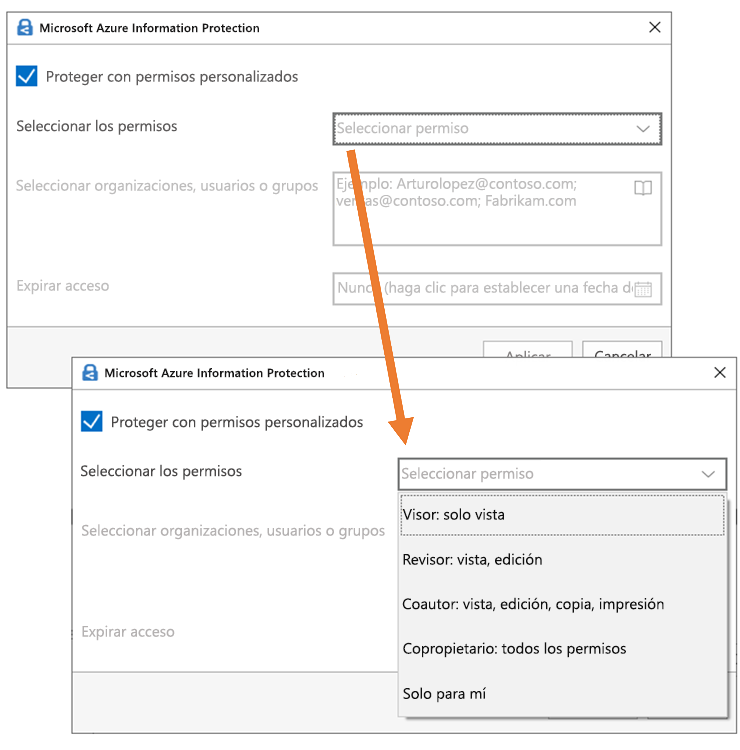 Microsoft Azure Information Protection
Proteger con permisos personalizados
Seleccionar los permisos
Seleccionar permiso
Seleccionar organizaciones, usuarios o grupos
Ejemplo: Arturolopez@contoso.com;
ventas@contoso.com; Fabrikam.com
Expirar acceso
Nunca (haga clic para establecer una fecha de
Aplicar
Cancelar
Microsoft Azure Information Protection
Proteger con permisos personalizados
Seleccionar los permisos
Seleccionar permiso
Visor: solo vista
Seleccionar organizaciones, usuarios o grupos
Revisor: vista, edición
Coautor: vista, edición, copia, impresión
Expirar acceso
Copropietario: todos los permisos
Solo para mí